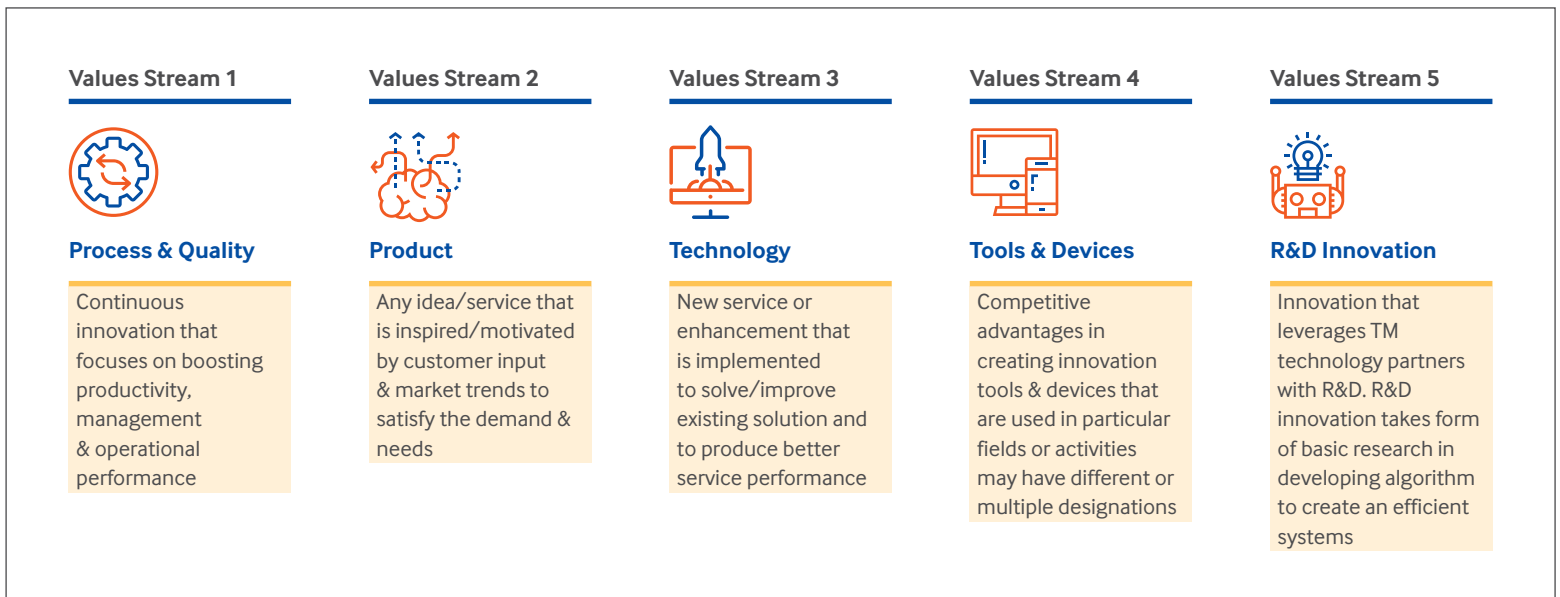 Values Stream 1
Process & Quality
Continuous
innovation that
focuses on boosting
productivity,
management
& operational
performance
Values Stream 2
Product
Any idea/service that
is inspired/motivated
by customer input
& market trends to
satisfy the demand &
needs
Values Stream 3
Technology
New service or
enhancement that
is implemented
to solve/improve
existing solution and
to produce better
service performance
Values Stream 4
Tools & Devices
Competitive
advantages in
creating innovation
tools & devices that
are used in particular
fields or activities
may have different or
multiple designations
Values Stream 5
R&D Innovation
Innovation that
leverages TM
technology partners
with R&D. R&D
innovation takes form
of basic research in
developing algorithm
to create an efficient
systems